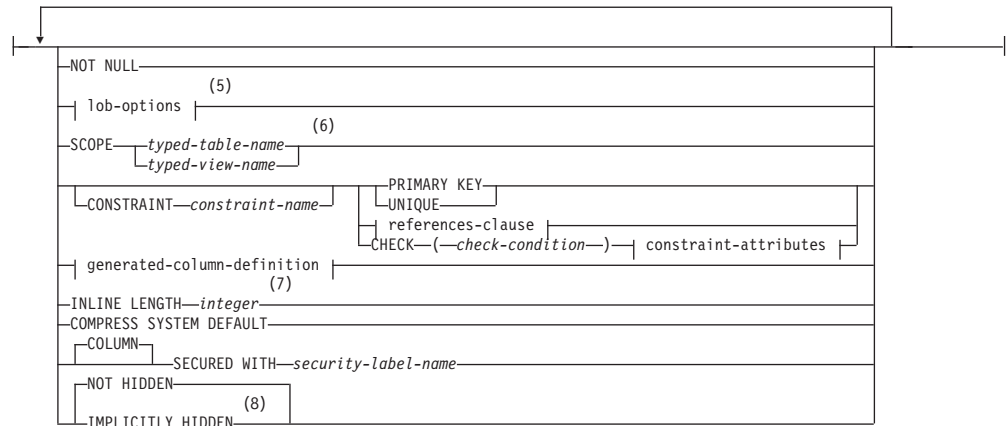 NOT NULL
(5)
lob-options
(6)
SCOPE typed-table-name
typed-view-name
PRIMARY KEY
CONSTRAINT constraint-name UNIQUE
references-clause
CHECK ( check-condition ) constraint-attributes
generated-column-definition
(7)
INLINE LENGTH integer
COMPRESS SYSTEM DEFAULT
COLUMN
SECURED WITH security-label-name
NOT HIDDEN
(8)
IMPLICITLY HIDDEN